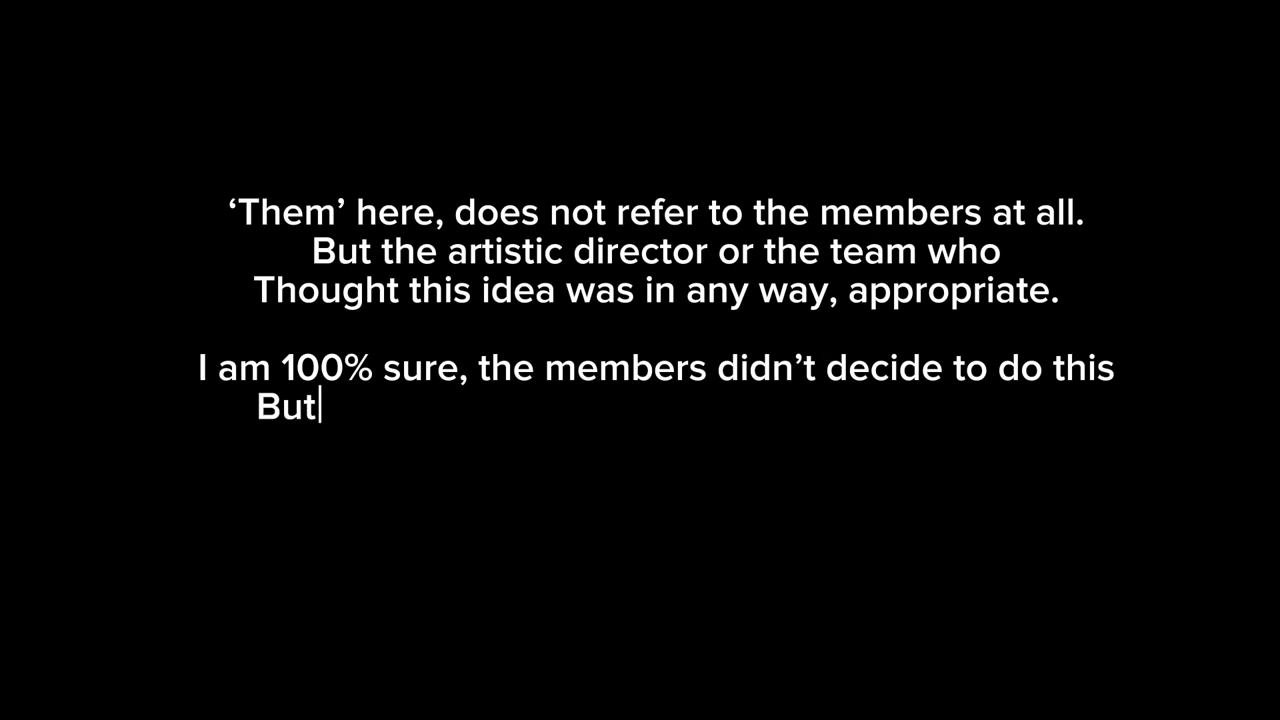 ‘Them’ here, does not refer to the members at all.
But the artistic director or the team who
Thought this idea was in any way, appropriate.
I am 100% sure, the members didn’t decide to do this
But